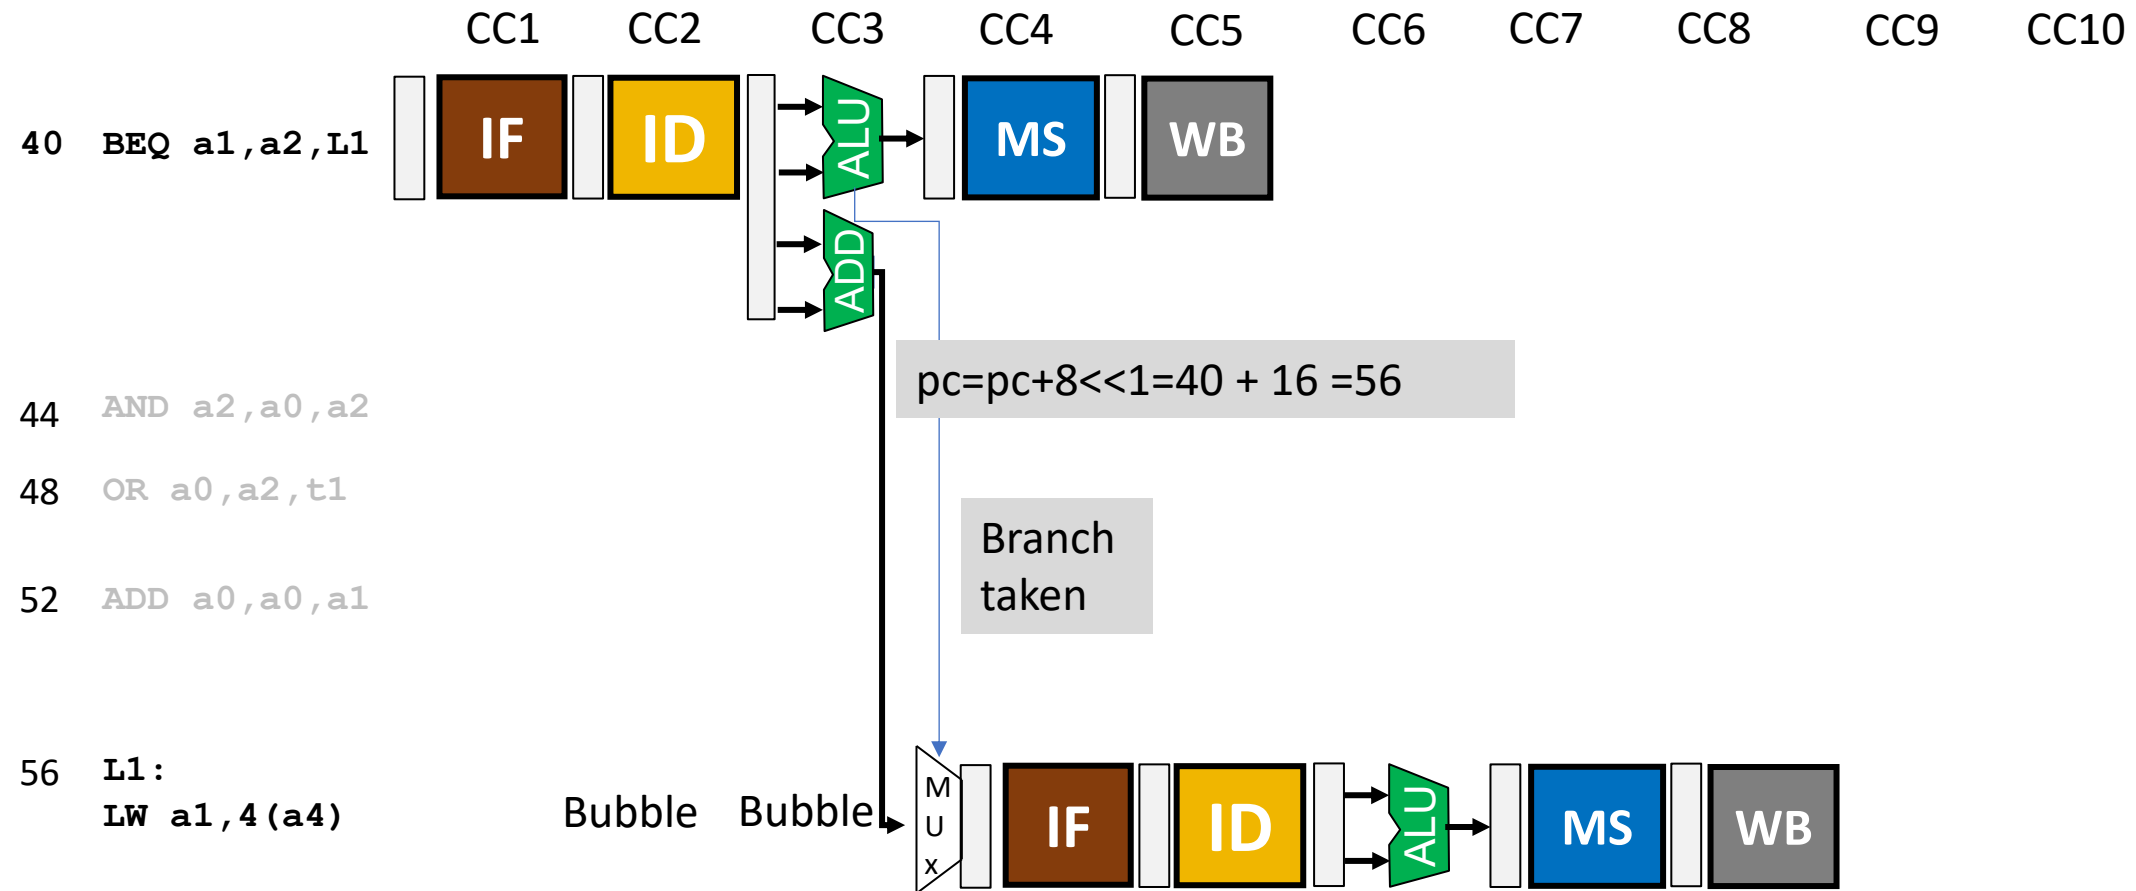 CC1 CC2 CC3 CC4 CC5 CC6 CC7 CC8 CC9 CC10
40 BEQ a1,a2,L1 IF ID ALU MS WB
ADD
pc=pc+8<<1=40 + 16 =56
44 AND a2,a0,a2
48 OR a0,a2,t1
Branch
taken
52 ADD a0,a0,a1
56 L1:
LW a1,4(a4) Bubble Bubble M
U
x
IF ID ALU MS WB